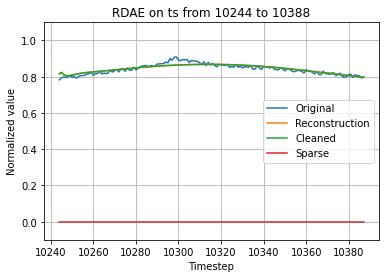 RDAE on ts from 10244 to 10388
Normalized value
1.0
0.8
0.6
0.4
0.2
0.0
Original
Reconstruction
Cleaned
Sparse
10240 10260 10280 10300 10320 10340 10360 10380
Timestep